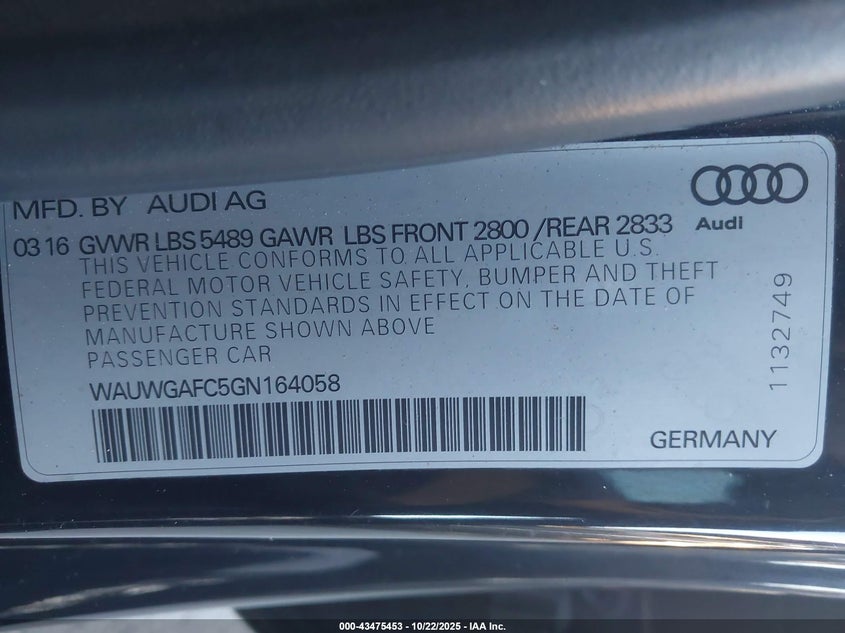 MFD. BY AUDI AG
Audi
03 16 GVWR LBS 5489 GAWR LBS FRONT 2800 /REAR 2833
THIS VEHICLE CONFORMS TO ALL APPLICABLE U.S.
FEDERAL MOTOR VEHICLE SAFETY, BUMPER AND THEFT
PREVENTION STANDARDS IN EFFECT ON THE DATE OF
MANUFACTURE SHOWN ABOVE
PASSENGER CAR
WAUWGAFC5GN164058
1132749
GERMANY
000-43475453 - 10/22/2025 - IAA Inc.